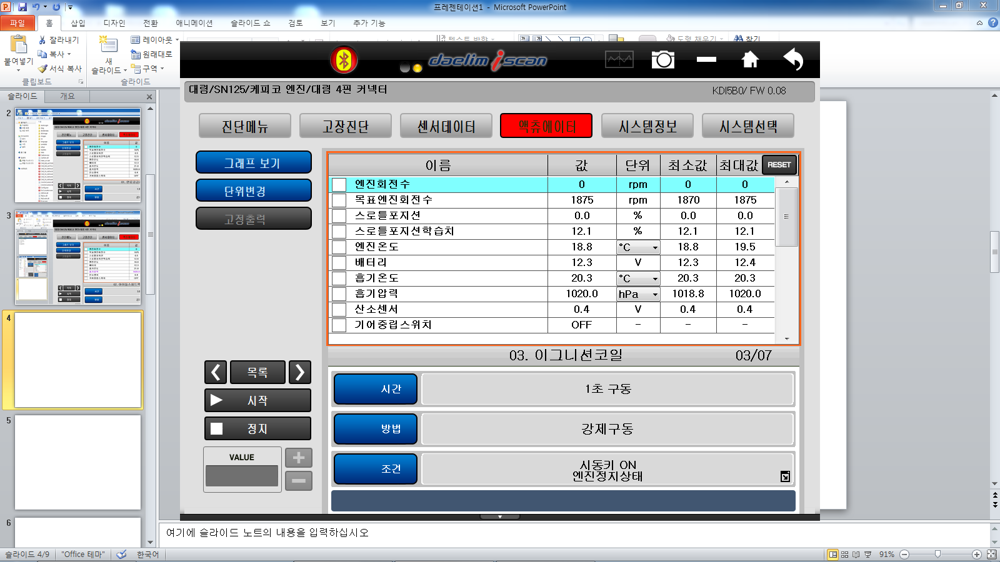 프레젠테이션1 - Microsoft PowerPoint
파일 홈 삽입 디자인 전환 애니메이션 슬라이드 쇼 검토 보기 추가 기능
붙여넣기
잘라내기
복사
서식 복사
클립보드
새
슬라이드
레이아웃
원래대로
구역
슬라이드
텍스트 방향
도형 채우기
찾기
슬라이드 개요
2
3
4
5
6
daelim iscan
대림/SN125/케피코 엔진/대림 4핀 커넥터
KDI5B0/ FW 0.08
진단메뉴 고장진단 센서데이터 액츄에이터 시스템정보 시스템선택
그래프 보기
단위변경
고정출력
이름 값 단위 최소값 최대값 RESET
엔진회전수 0 rpm 0 0
목표엔진회전수 1875 rpm 1870 1875
스로틀포지션 0.0 % 0.0 0.0
스로틀포지션학습치 12.1 % 12.1 12.1
엔진온도 18.8 °C 18.8 19.5
배터리 12.3 V 12.3 12.4
흡기온도 20.3 °C 20.3 20.3
흡기압력 1020.0 hPa 1018.8 1020.0
산소센서 0.4 V 0.4 0.4
기어중립스위치 OFF - - -
03. 이그니션코일 03/07
목록
시작
정지
VALUE
시간 1초 구동
방법 강제구동
조건 시동키 ON
엔진정지상태
여기에 슬라이드 노트의 내용을 입력하십시오
슬라이드 4/9 "Office 테마" 한국어 91%